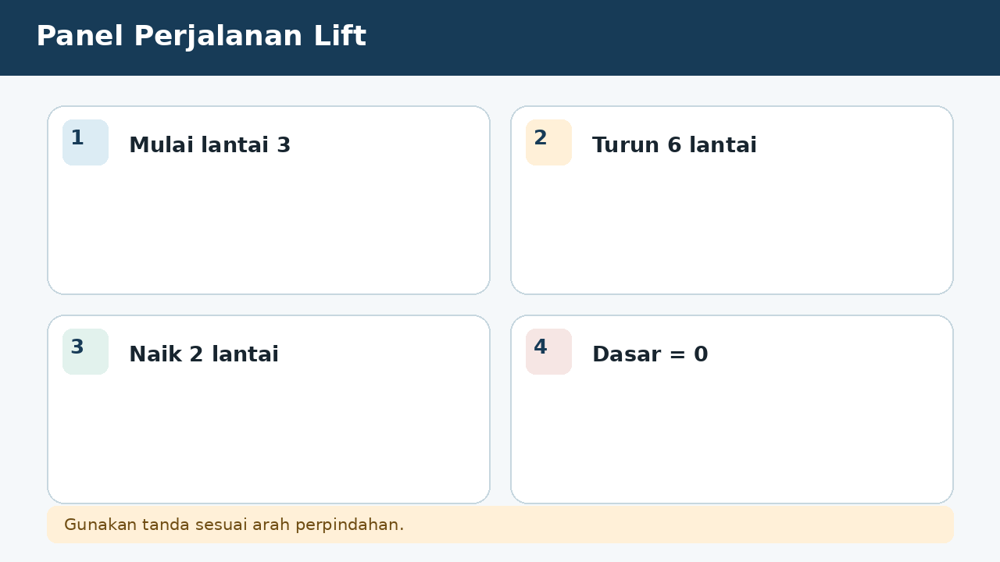 Panel Perjalanan Lift
1
Mulai lantai 3
2
Turun 6 lantai
3
Naik 2 lantai
4
Dasar = 0
Gunakan tanda sesuai arah perpindahan.